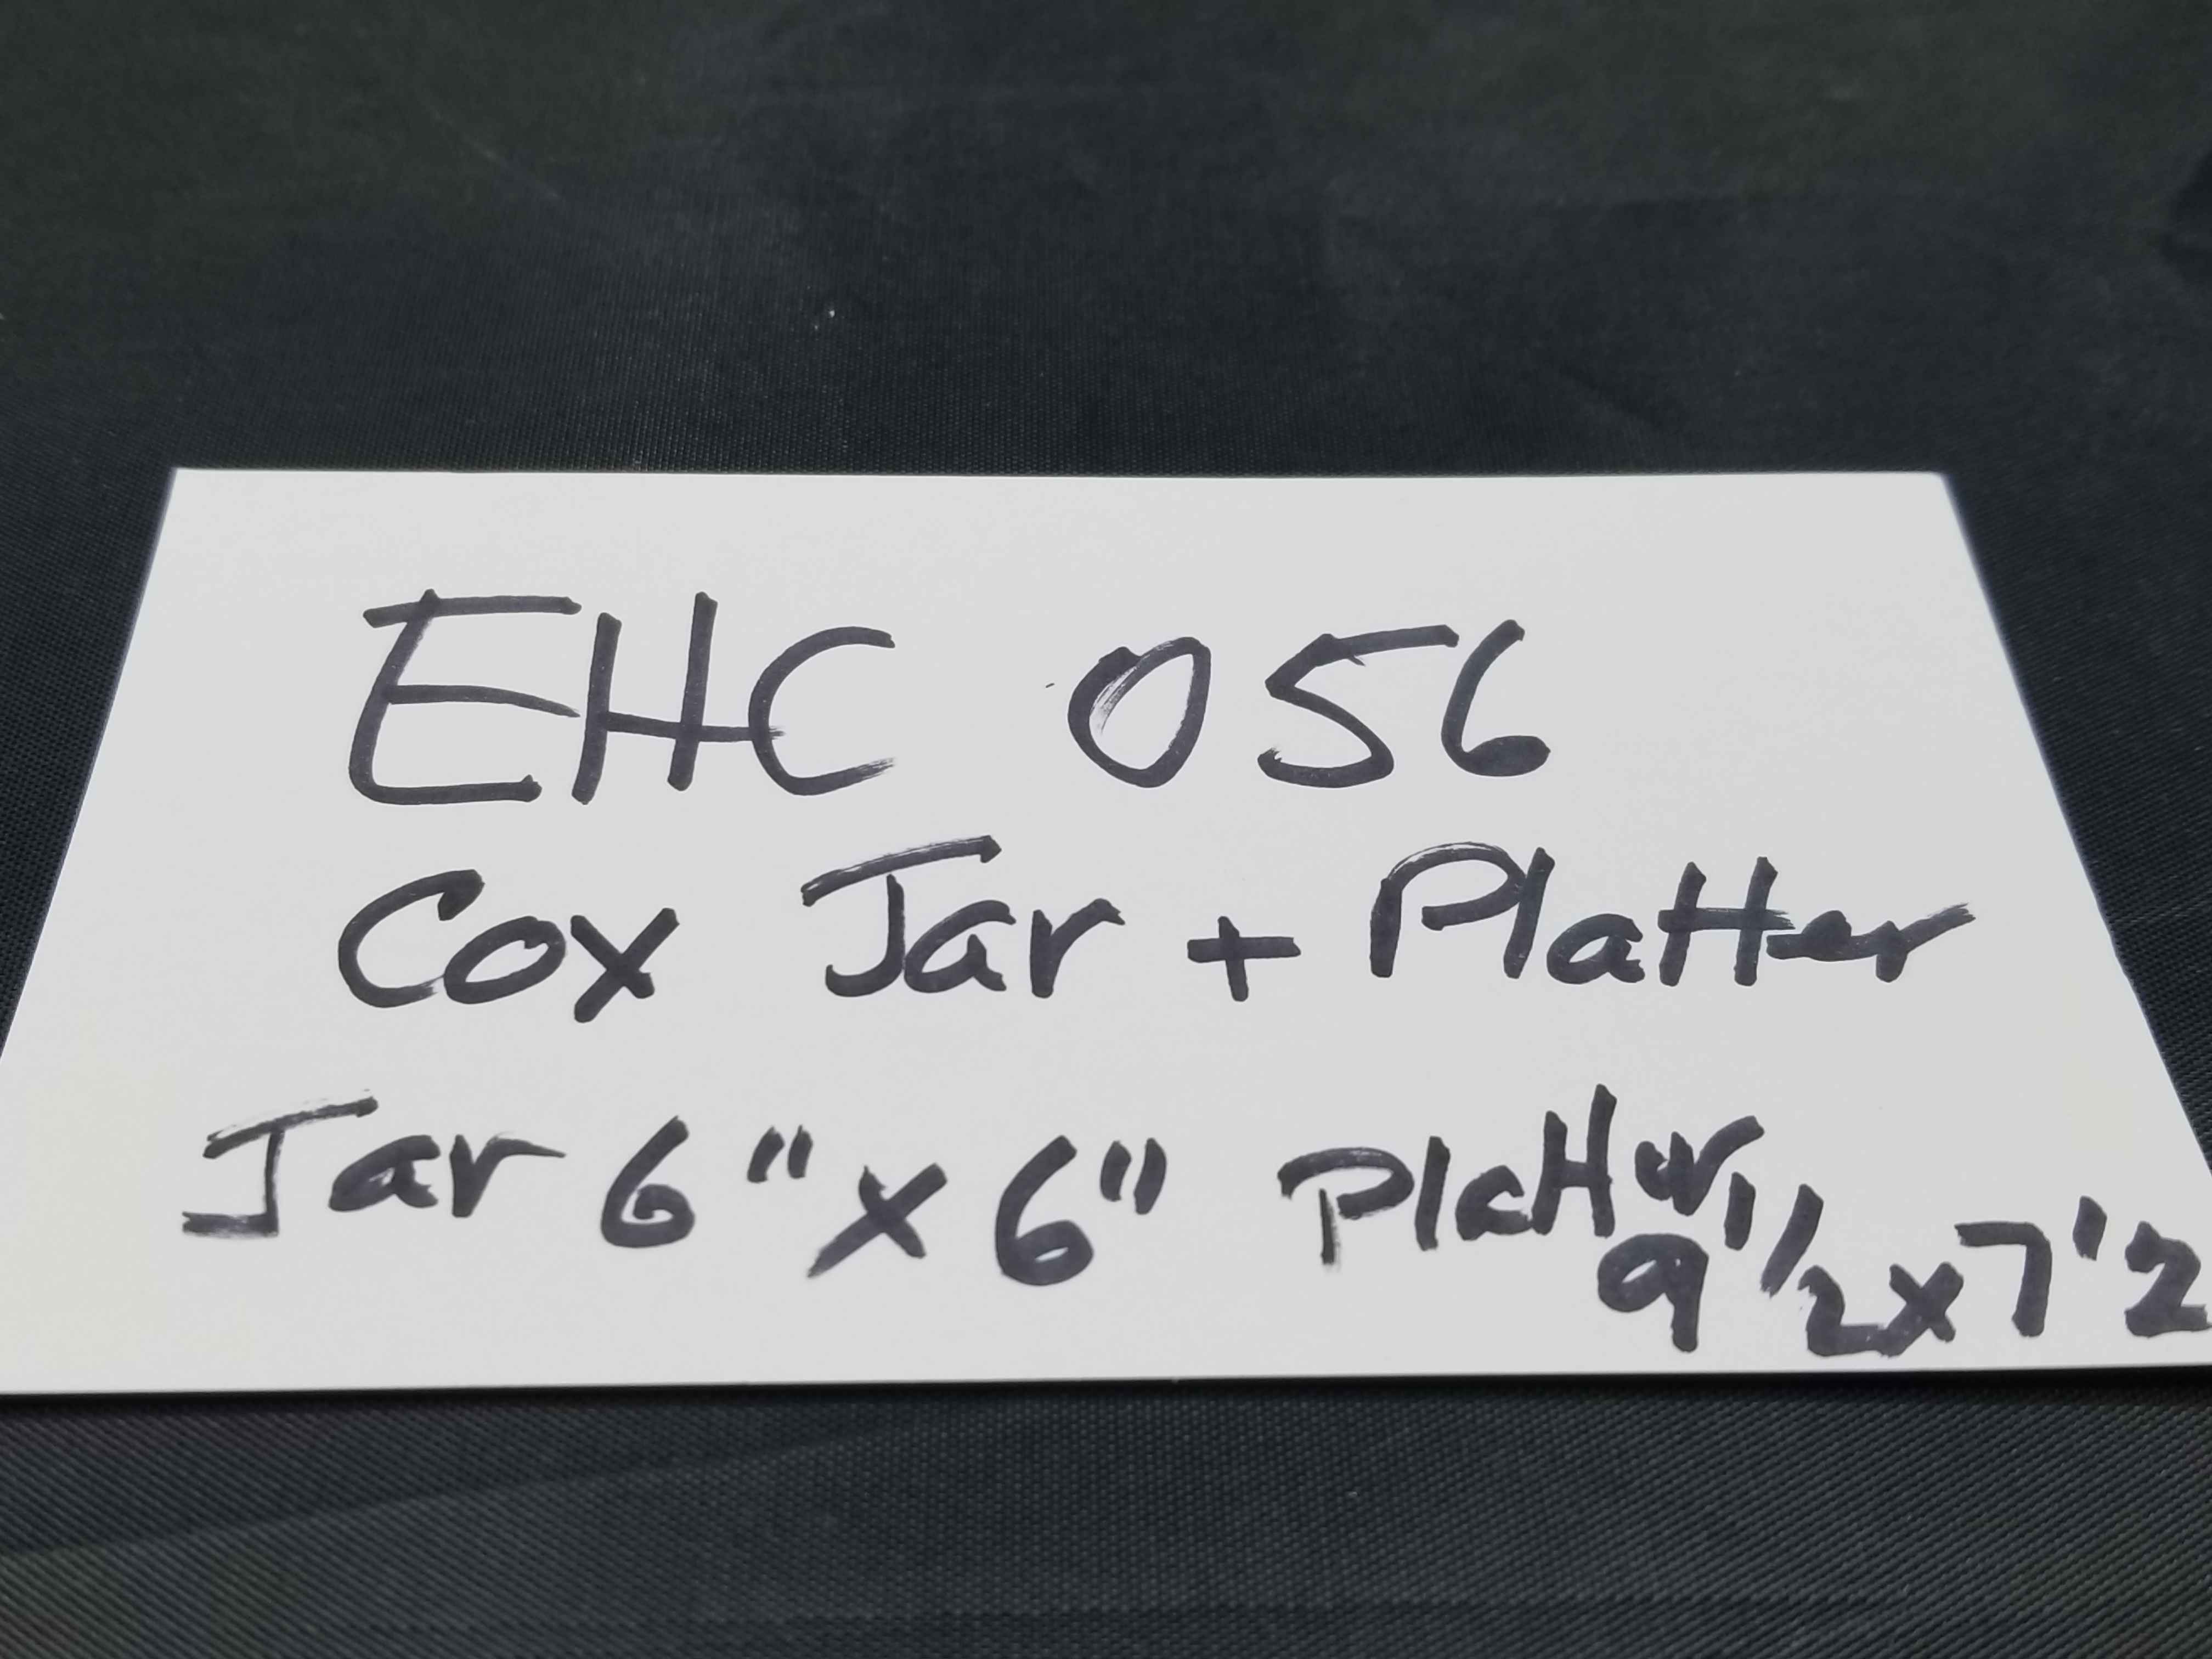 EHC 056
Cox Jar + Platter
Jar 6" x 6" Platter
9 1/2 x 7 1 2